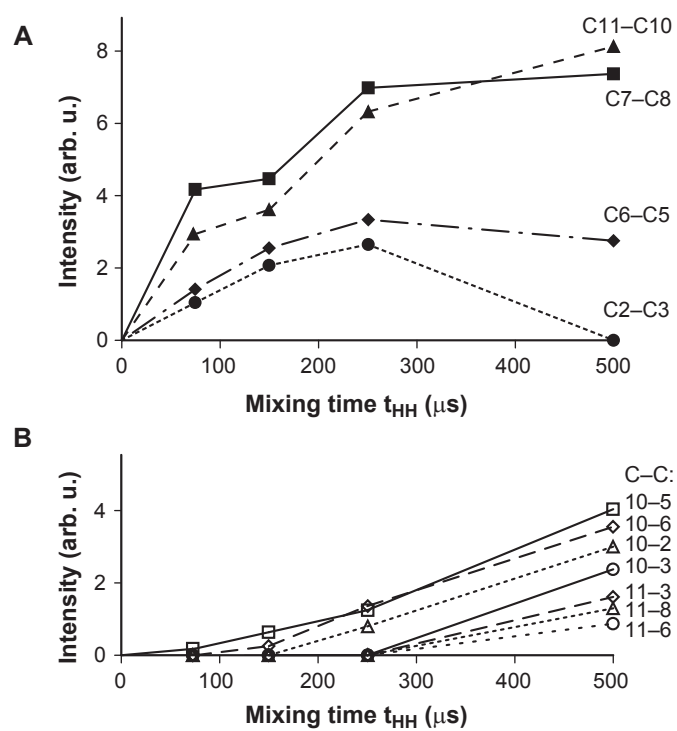 A
C11–C10
8
C7–C8
6
Intensity (arb. u.)
4
C6–C5
2
C2–C3
0
0 100 200 300 400 500
Mixing time tHH (μs)
B
C–C:
10–5
4
10–6
10–2
Intensity (arb. u.)
10–3
2
11–3
11–8
11–6
0
0 100 200 300 400 500
Mixing time tHH (μs)